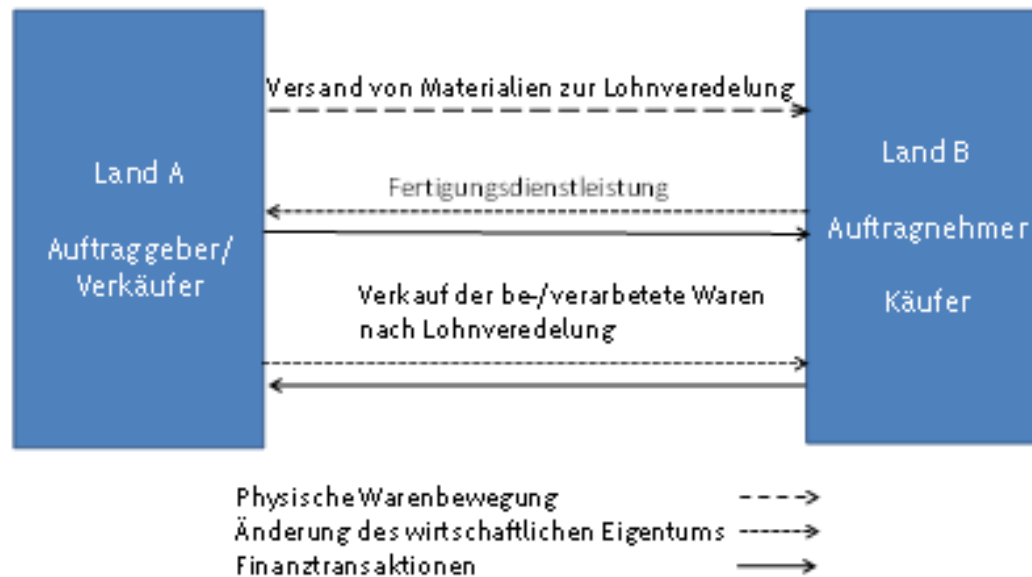 Versand von Materialien zur Lohnveredelung
Land A
Auftraggeber/
Verkäufer
Fertigungsdienstleistung
Land B
Auftragnehmer
Käufer
Verkauf der be-/verarbetete Waren
nach Lohnveredelung
Physische Warenbewegung
Änderung des wirtschaftlichen Eigentums
Finanztransaktionen